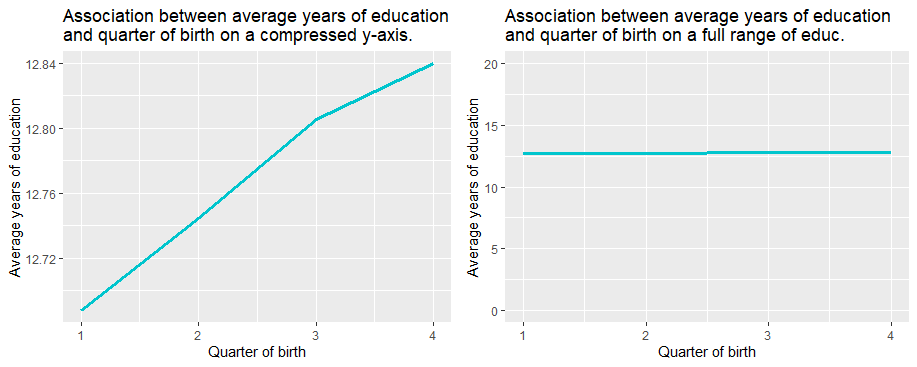 Association between average years of education
and quarter of birth on a compressed y-axis.
Average years of education
12.84
12.80
12.76
12.72
1 2 3 4
Quarter of birth
Association between average years of education
and quarter of birth on a full range of educ.
Average years of education
20
15
10
5
0
1 2 3 4
Quarter of birth